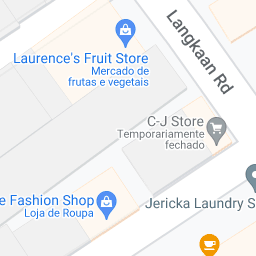 Laurence's Fruit Store
Mercado de
frutas e vegetais
Langkaan Rd
C-J Store
Temporariamente
fechado
Jericka Laundry S
e Fashion Shop
Loja de Roupa